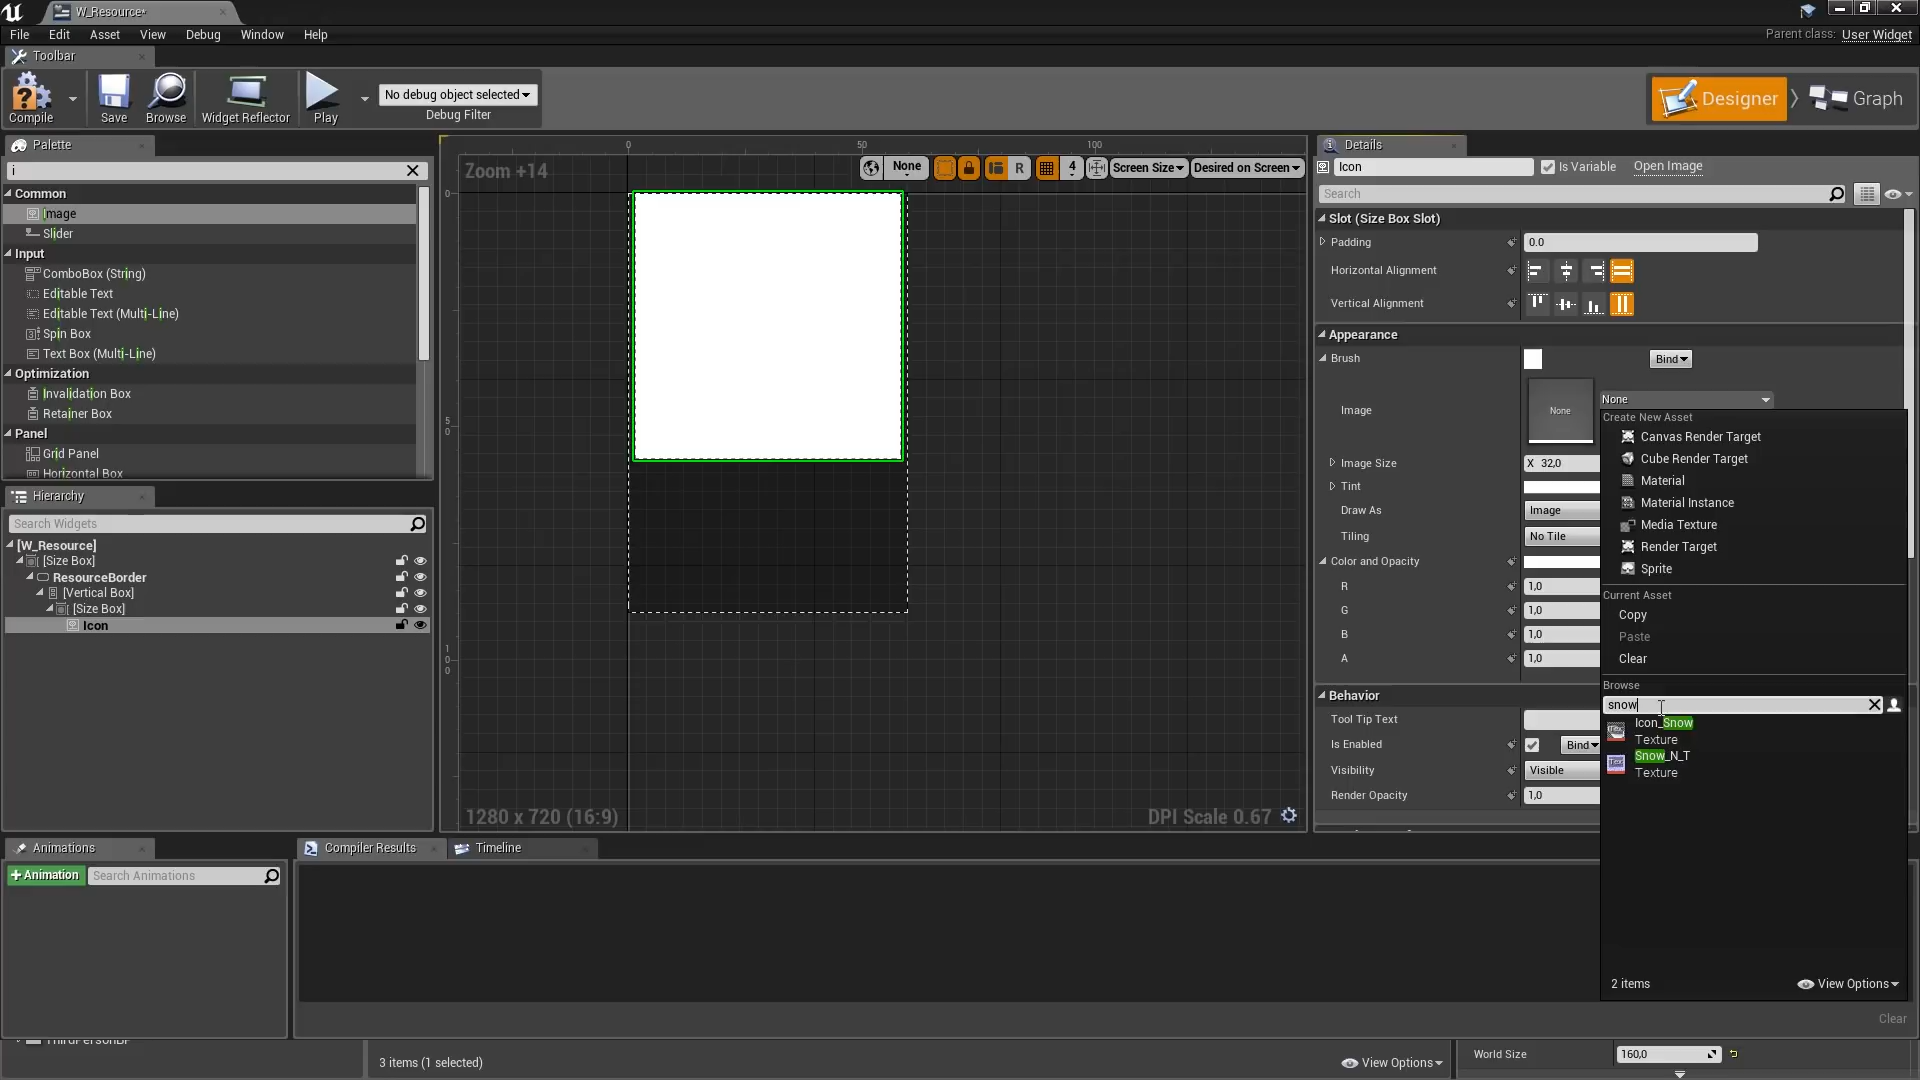 W_Resource*
File Edit Asset View Debug Window Help
Parent class: User Widget
Toolbar
Compile
Save
Browse
Widget Reflector
Play
No debug object selected
Debug Filter
Designer
Graph
Palette
i
Common
Image
Slider
Input
ComboBox (String)
Editable Text
Editable Text (Multi-Line)
Spin Box
Text Box (Multi-Line)
Optimization
Invalidation Box
Retainer Box
Panel
Grid Panel
Horizontal Box
Hierarchy
Search Widgets
[W_Resource]
[Size Box]
ResourceBorder
[Vertical Box]
[Size Box]
Icon
0 50 100
Zoom +14
None
R
4
Screen Size
Desired on Screen
0
5
0
1
0
0
1280 x 720 (16:9)
DPI Scale 0.67
Details
Icon
Is Variable
Open Image
Search
Slot (Size Box Slot)
Padding
0.0
Horizontal Alignment
Vertical Alignment
Appearance
Brush
Bind
Image
None
None
Image Size
X 32,0
Tint
Draw As
Image
Tiling
No Tile
Color and Opacity
R
1,0
G
1,0
B
1,0
A
1,0
Behavior
Tool Tip Text
Is Enabled
Bind
Visibility
Visible
Render Opacity
1,0
Create New Asset
Canvas Render Target
Cube Render Target
Material
Material Instance
Media Texture
Render Target
Sprite
Current Asset
Copy
Paste
Clear
Browse
snow
Icon_Snow
Texture
Snow_N_T
Texture
2 items
View Options
Animations
+Animation
Search Animations
Compiler Results
Timeline
Clear
ThirdPersonBP
3 items (1 selected)
View Options
World Size
160,0